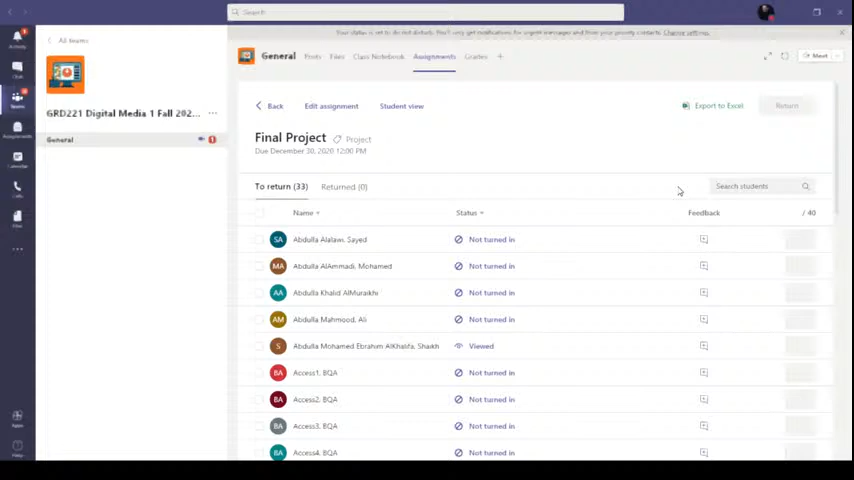 Search
Your status is set to do not disturb. You'll only get notifications for urgent messages and from your priority contacts. Change settings.
Activity
Chat
Teams
Assignments
Calendar
Calls
Files
Apps
Help
All teams
GRD221 Digital Media 1 Fall 202...
General
1
General Posts Files Class Notebook Assignments Grades +
Meet
Back Edit assignment Student view
Export to Excel Return
Final Project Project
Due December 30, 2020 12:00 PM
To return (33) Returned (0)
Search students
Name Status Feedback / 40
SA Abdulla Alalawi, Sayed Not turned in
MA Abdulla AlAmmadi, Mohamed Not turned in
AA Abdulla Khalid AlMuraikhi Not turned in
AM Abdulla Mahmood, Ali Not turned in
S Abdulla Mohamed Ebrahim AlKhalifa, Shaikh Viewed
BA Access1, BQA Not turned in
BA Access2, BQA Not turned in
BA Access3, BQA Not turned in
BA Access4, BQA Not turned in